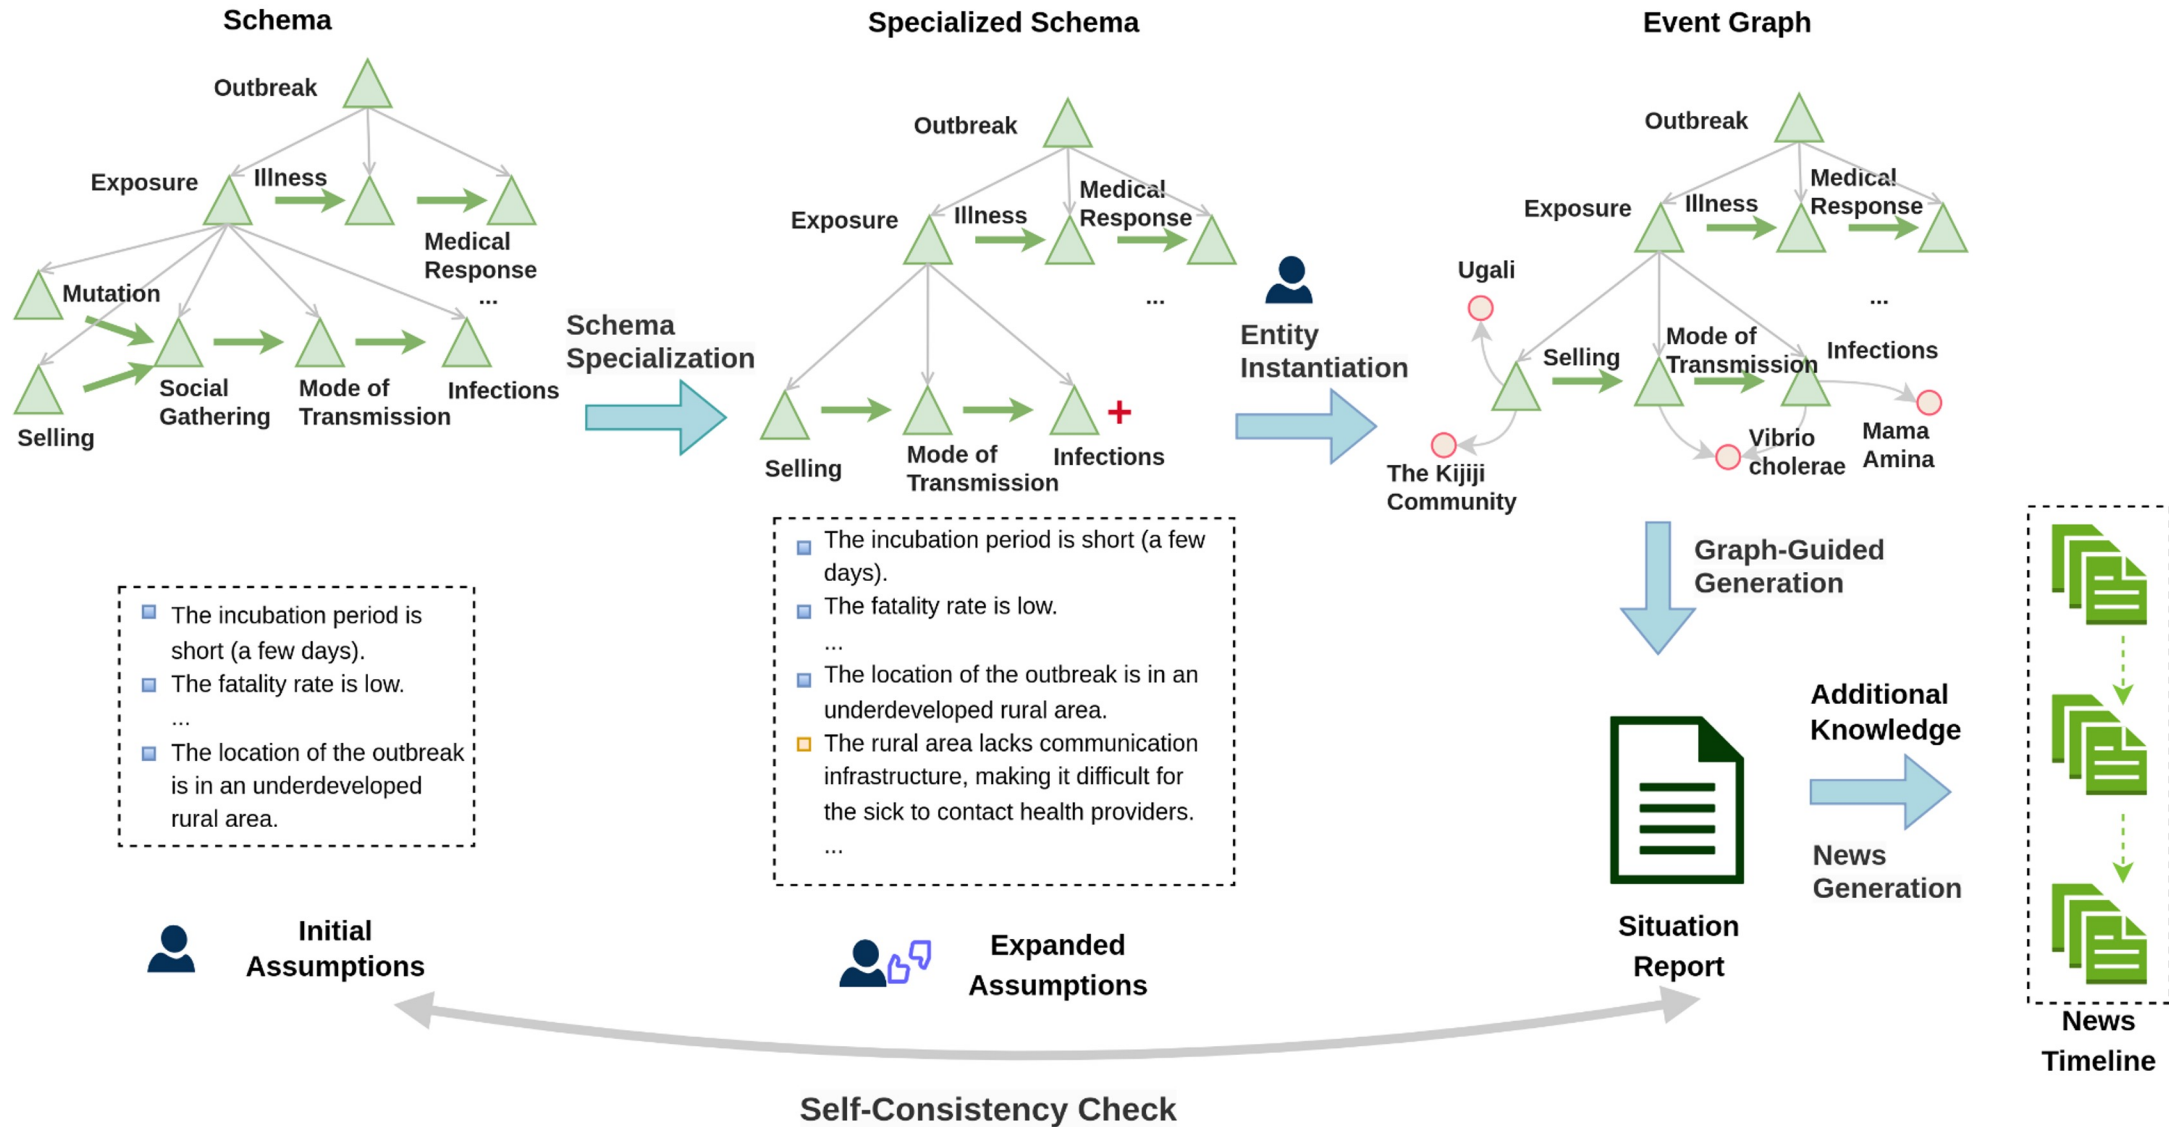 Schema
Outbreak
Exposure
Illness
Medical
Response
...
Mutation
Selling
Social
Gathering
Mode of
Transmission
Infections
The incubation period is
short (a few days).
The fatality rate is low.
...
The location of the outbreak
is in an underdeveloped
rural area.
Initial
Assumptions
Schema
Specialization
Specialized Schema
Outbreak
Exposure
Illness
Medical
Response
...
Selling
Mode of
Transmission
Infections
+
The incubation period is short (a few
days).
The fatality rate is low.
...
The location of the outbreak is in an
underdeveloped rural area.
The rural area lacks communication
infrastructure, making it difficult for
the sick to contact health providers.
...
Expanded
Assumptions
Entity
Instantiation
Event Graph
Outbreak
Exposure
Illness
Medical
Response
...
Ugali
Selling
Mode of
Transmission
Infections
The Kijiji
Community
Vibrio
cholerae
Mama
Amina
Graph-Guided
Generation
Situation
Report
Additional
Knowledge
News
Generation
News
Timeline
Self-Consistency Check